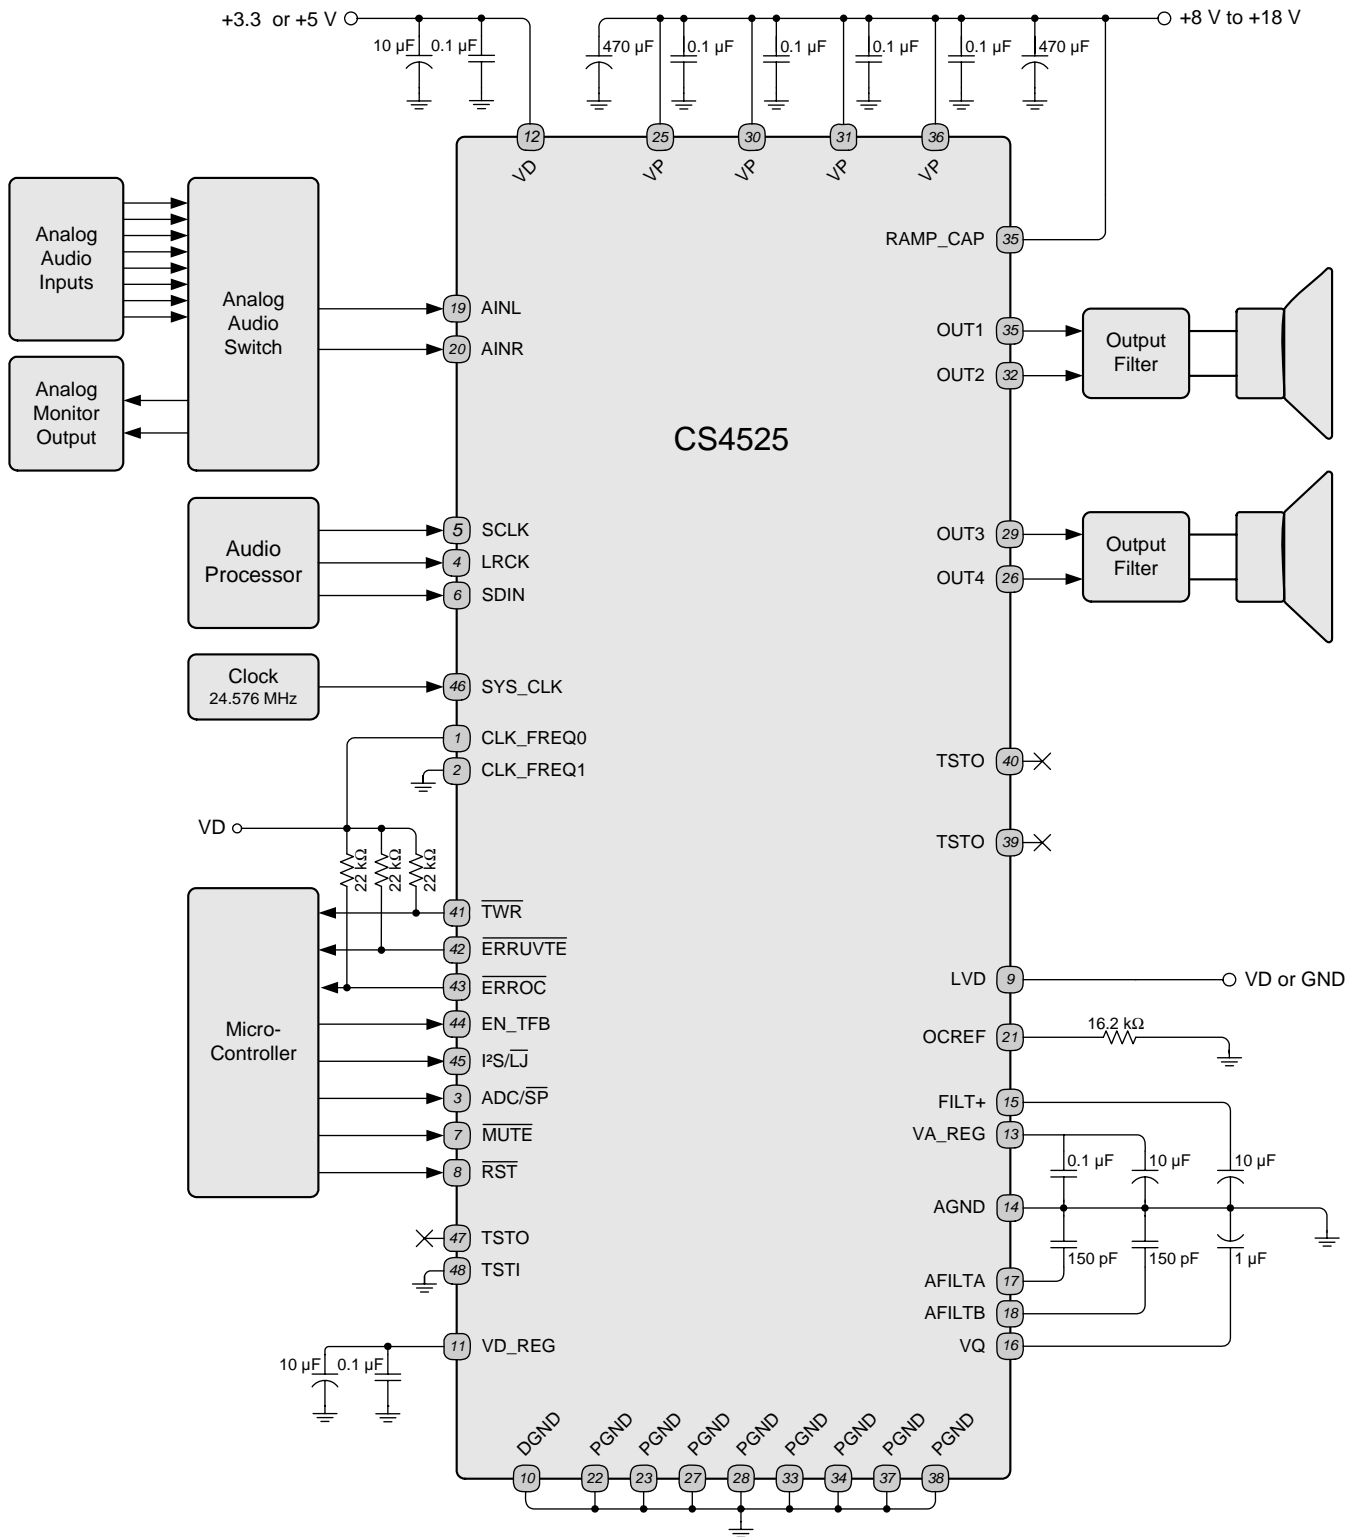 +3.3 or +5 V
+8 V to +18 V
10 µF
0.1 µF
470 µF
0.1 µF
0.1 µF
0.1 µF
0.1 µF
470 µF
12
25
30
31
36
VD
VP
VP
VP
VP
Analog
Audio
Inputs
Analog
Audio
Switch
Analog
Monitor
Output
19 AINL
20 AINR
RAMP_CAP 35
OUT1 35
OUT2 32
Output
Filter
CS4525
Audio
Processor
5 SCLK
4 LRCK
6 SDIN
OUT3 29
OUT4 26
Output
Filter
Clock
24.576 MHz
46 SYS_CLK
1 CLK_FREQ0
2 CLK_FREQ1
TSTO 40
TSTO 39
VD
22 kΩ
22 kΩ
22 kΩ
Micro-
Controller
41 TWR
42 ERRUVTE
43 ERROC
44 EN_TFB
45 I²S/LJ
3 ADC/SP
7 MUTE
8 RST
47 TSTO
48 TSTI
11 VD_REG
10 µF
0.1 µF
LVD 9
VD or GND
OCREF 21
16.2 kΩ
FILT+ 15
VA_REG 13
0.1 µF
10 µF
10 µF
AGND 14
150 pF
150 pF
1 µF
AFILTA 17
AFILTB 18
VQ 16
DGND
PGND
PGND
PGND
PGND
PGND
PGND
PGND
PGND
10
22
23
27
28
33
34
37
38